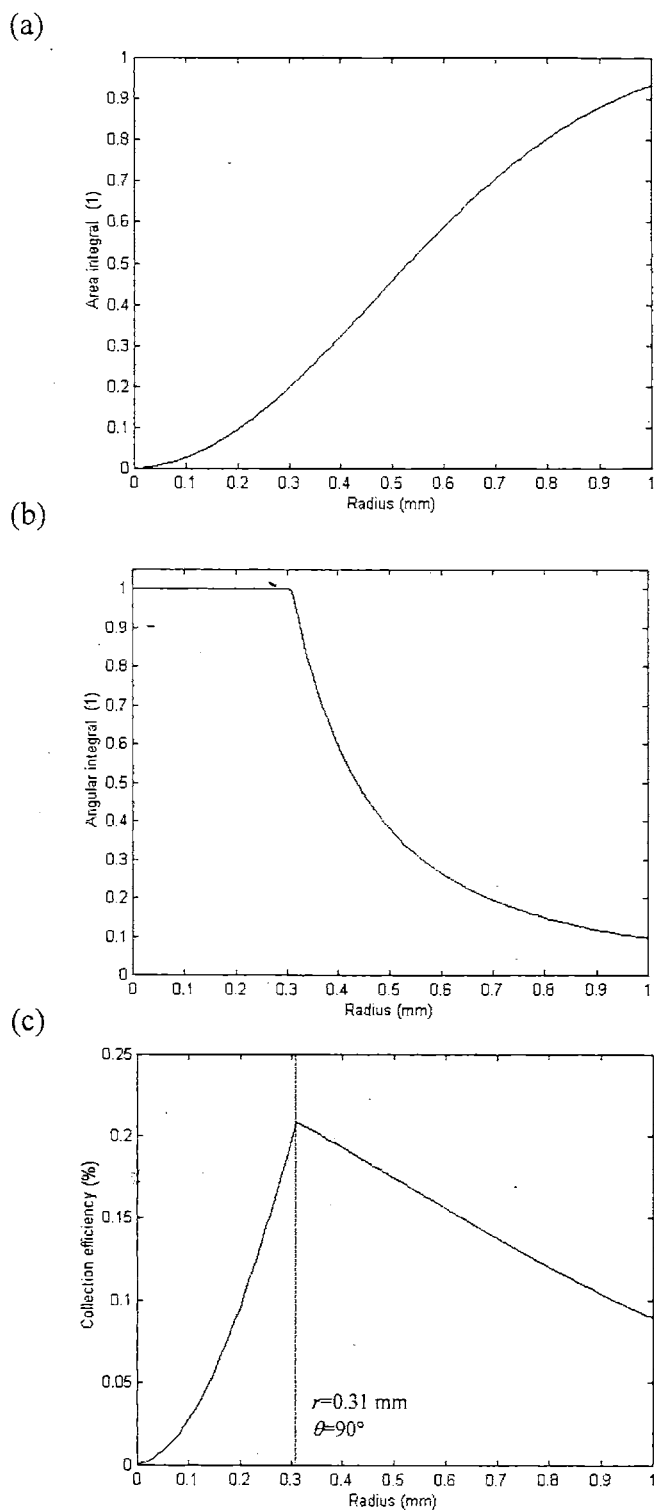 (a)
1
0.9
0.8
0.7
0.6
0.5
0.4
0.3
0.2
0.1
0
Area integral (1)
0 0.1 0.2 0.3 0.4 0.5 0.6 0.7 0.8 0.9 1
Radius (mm)
(b)
1
0.9
0.8
0.7
0.6
0.5
0.4
0.3
0.2
0.1
0
Angular integral (1)
0 0.1 0.2 0.3 0.4 0.5 0.6 0.7 0.8 0.9 1
Radius (mm)
(c)
0.25
0.2
0.15
0.1
0.05
0
Collection efficiency (%)
r=0.31 mm
θ=90°
0 0.1 0.2 0.3 0.4 0.5 0.6 0.7 0.8 0.9 1
Radius (mm)